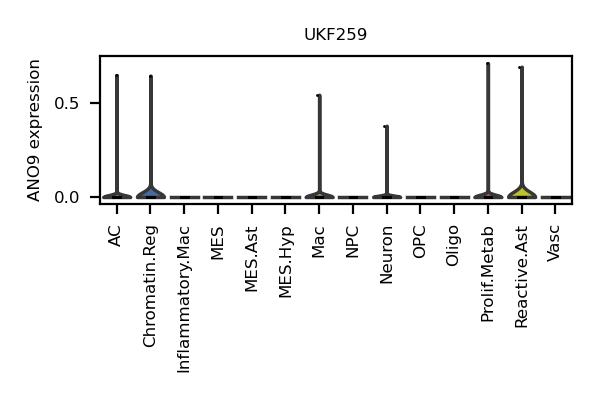 UKF259
ANO9 expression
0.5
0.0
AC
Chromatin.Reg
Inflammatory.Mac
MES
MES.Ast
MES.Hyp
Mac
NPC
Neuron
OPC
Oligo
Prolif.Metab
Reactive.Ast
Vasc